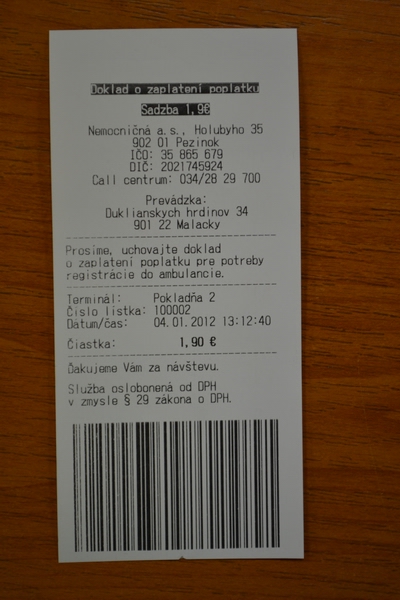 Doklad o zaplatení poplatku
Sadzba 1,9€
Nemocničná a.s., Holubyho 35
902 01 Pezinok
IČO: 35 865 679
DIČ: 2021745924
Call centrum: 034/28 29 700
Prevádzka:
Duklianskych hrdinov 34
901 22 Malacky
Prosíme, uchovajte doklad
o zaplatení poplatku pre potreby
registrácie do ambulancie.
Terminál: Pokladňa 2
Číslo lístka: 100002
Dátum/čas: 04.01.2012 13:12:40
Čiastka: 1,90 €
Ďakujeme Vám za návštevu.
Služba oslobonená od DPH
v zmysle § 29 zákona o DPH.